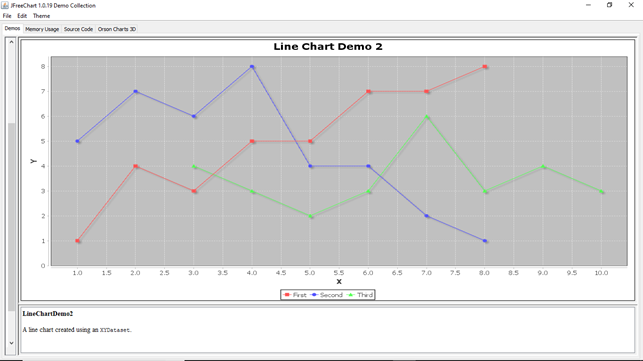 JFreeChart 1.0.19 Demo Collection
File Edit Theme
Demos Memory Usage Source Code Orson Charts 3D
Line Chart Demo 2
8
7
6
5
4
3
2
1
0
Y
1.0 1.5 2.0 2.5 3.0 3.5 4.0 4.5 5.0 5.5 6.0 6.5 7.0 7.5 8.0 8.5 9.0 9.5 10.0
X
First Second Third
LineChartDemo2
A line chart created using an XYDataset.